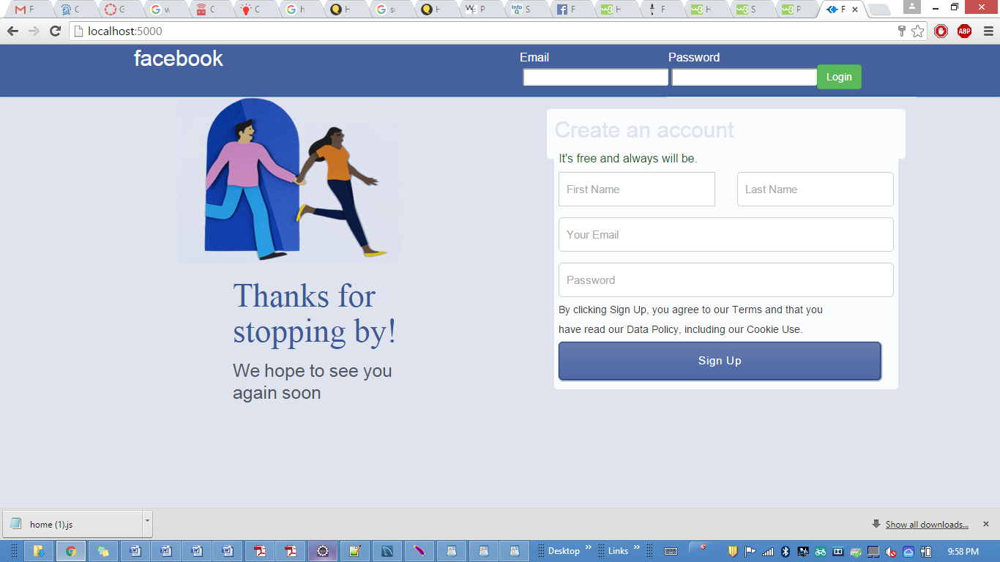 F
C
G
w
C
C
h
H
s
H
P
S
F
H
F
H
S
P
F
localhost:5000
ABP
facebook
Email
Password
Login
Create an account
It's free and always will be.
First Name
Last Name
Your Email
Password
By clicking Sign Up, you agree to our Terms and that you
have read our Data Policy, including our Cookie Use.
Sign Up
Thanks for
stopping by!
We hope to see you
again soon
home (1).js
Show all downloads...
Desktop
Links
9:58 PM